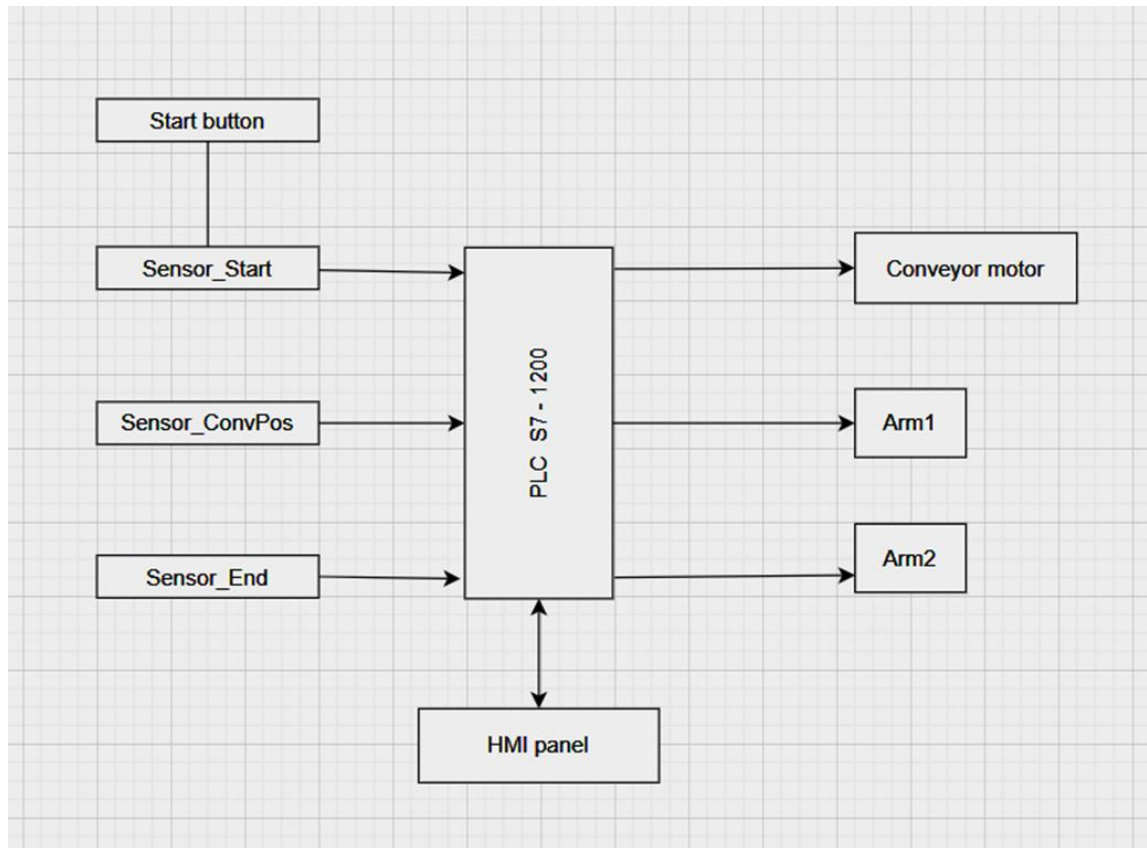 Start button
Sensor_Start
Conveyor motor
PLC S7 - 1200
Sensor_ConvPos
Arm1
Sensor_End
Arm2
HMI panel